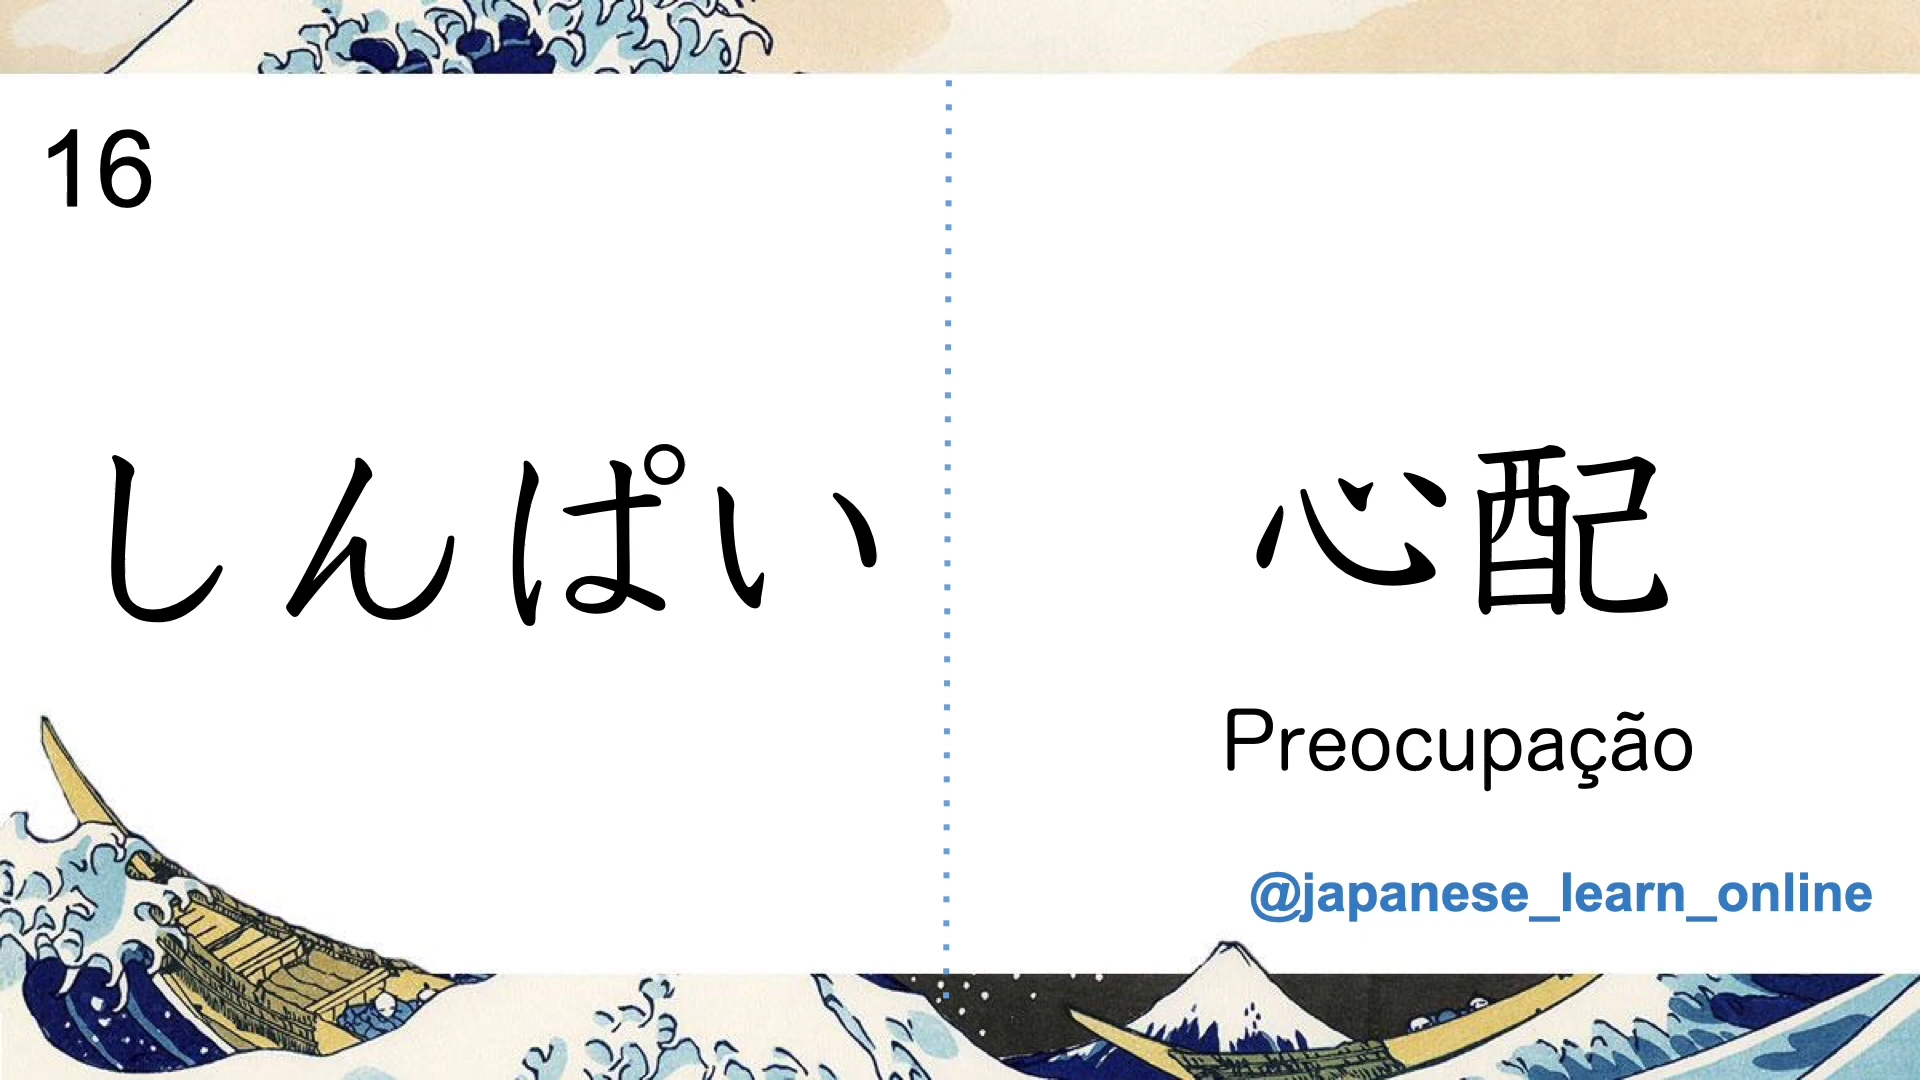 16
しんぱい
心配
Preocupação
@japanese_learn_online